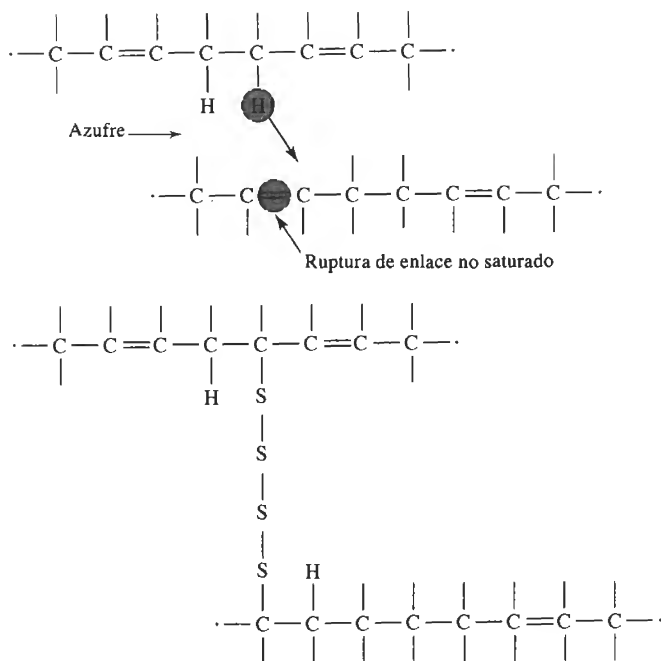 · — C — C = C — C — C — C = C — C — ·
H H
Azufre
· — C — C = C — C — C — C = C — C — ·
Ruptura de enlace no saturado
· — C — C = C — C — C — C = C — C — ·
H S
S
S
S H
· — C — C — C — C — C — C = C — C — ·